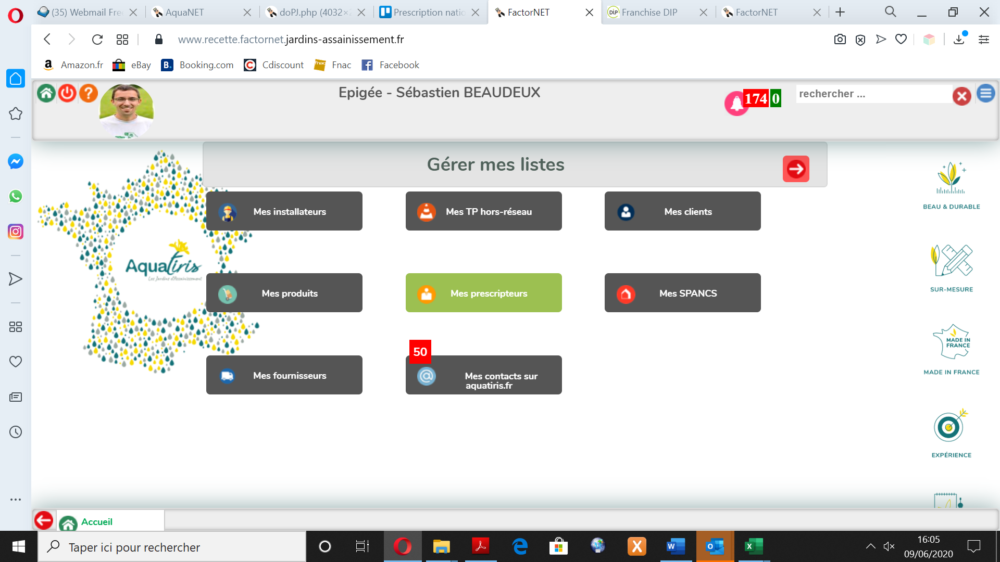 (35) Webmail Fre
AquaNET
doPJ.php (4032×2
Prescription natio
FactorNET
Franchise DIP
FactorNET
www.recette.factornet.jardins-assainissement.fr
Amazon.fr
eBay
Booking.com
Cdiscount
Fnac
Facebook
Epigée - Sébastien BEAUDEUX
174 0
rechercher ...
Gérer mes listes
Mes installateurs
Mes TP hors-réseau
Mes clients
BEAU & DURABLE
Aquatiris
Les Jardins d'Assainissement
Mes produits
Mes prescripteurs
Mes SPANCS
SUR-MESURE
MADE IN
FRANCE
MADE IN FRANCE
50
Mes fournisseurs
Mes contacts sur
aquatiris.fr
EXPÉRIENCE
Accueil
Taper ici pour rechercher
16:05
09/06/2020